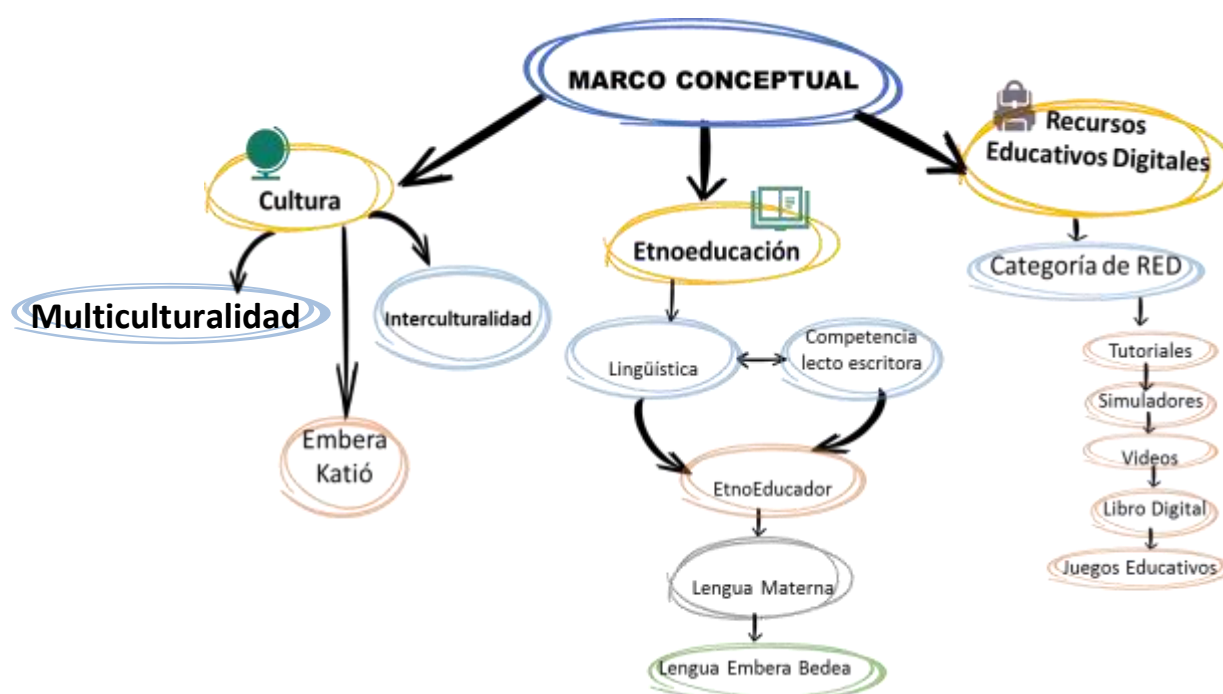 MARCO CONCEPTUAL
Cultura
Multiculturalidad
Interculturalidad
Embera
Katió
Etnoeducación
Lingüística
Competencia
lecto escritora
EtnoEducador
Lengua Materna
Lengua Embera Bedea
Recursos
Educativos Digitales
Categoría de RED
Tutoriales
Simuladores
Videos
Libro Digital
Juegos Educativos